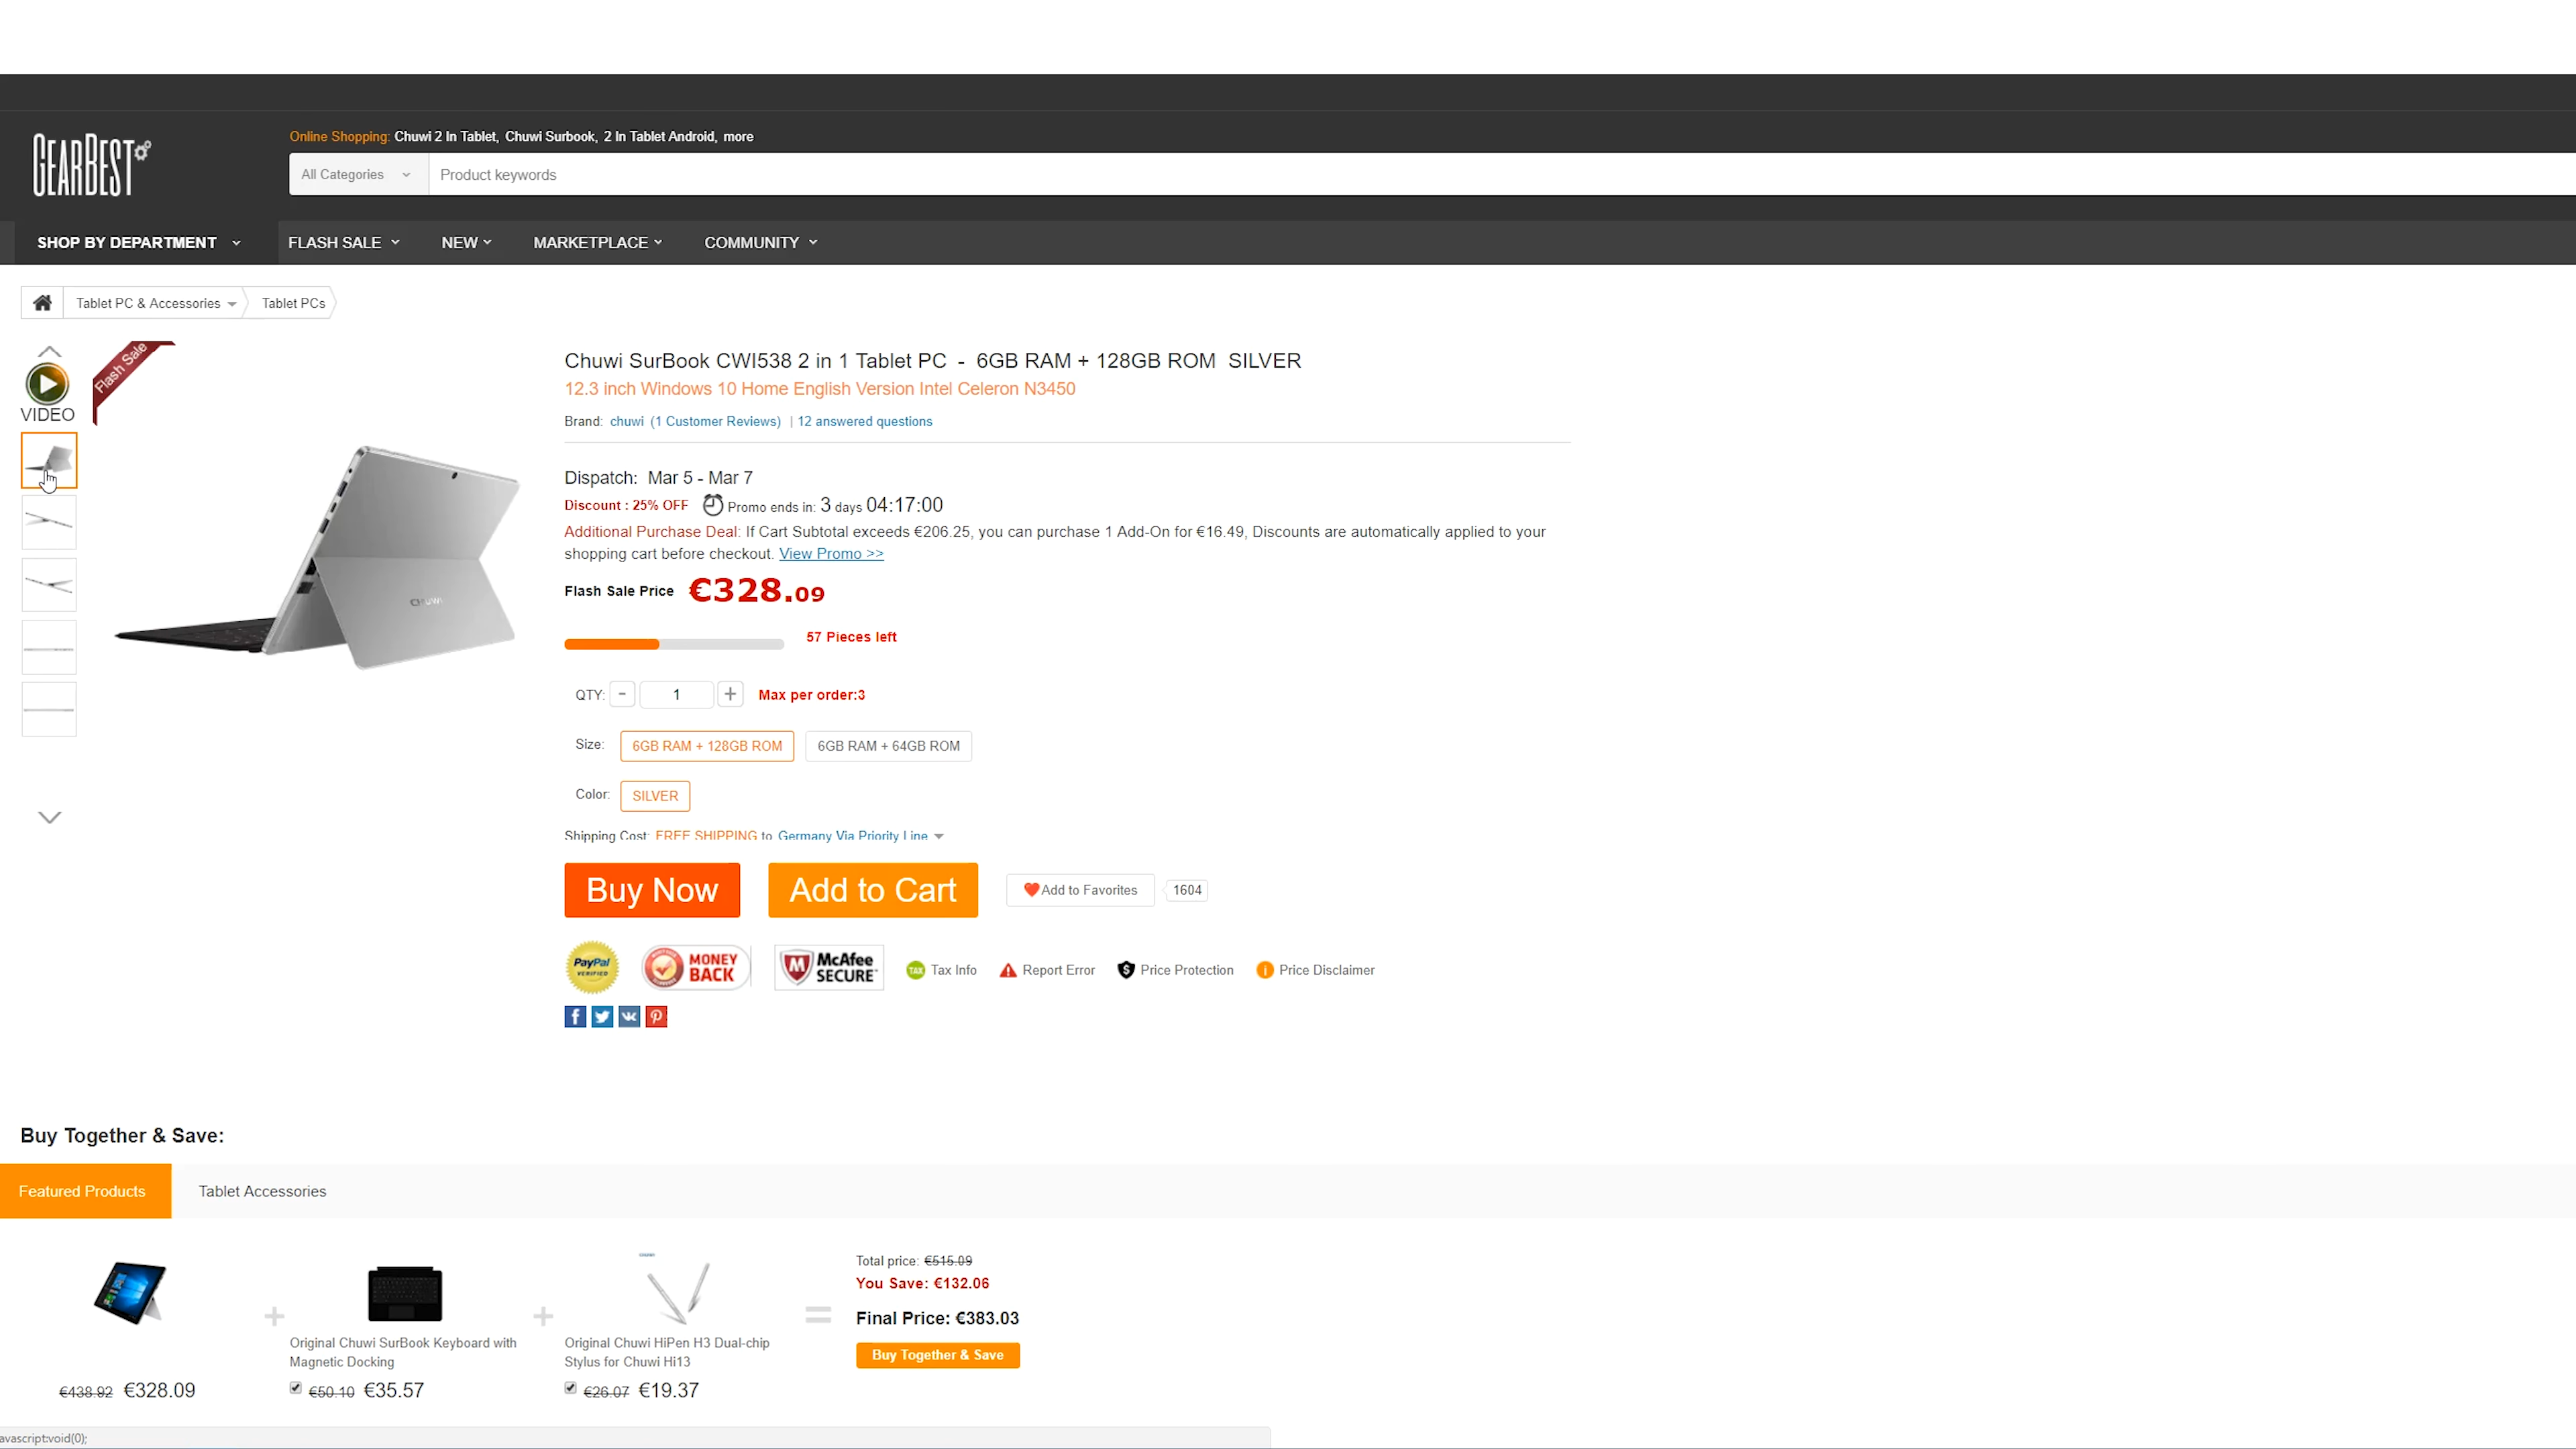 Online Shopping: Chuwi 2 In Tablet, Chuwi Surbook, 2 In Tablet Android, more
GEARBEST
All Categories
Product keywords
SHOP BY DEPARTMENT
FLASH SALE
NEW
MARKETPLACE
COMMUNITY
Tablet PC & Accessories
Tablet PCs
Flash Sale
VIDEO
CHUWI
Chuwi SurBook CWI538 2 in 1 Tablet PC - 6GB RAM + 128GB ROM SILVER
12.3 inch Windows 10 Home English Version Intel Celeron N3450
Brand: chuwi (1 Customer Reviews) | 12 answered questions
Dispatch: Mar 5 - Mar 7
Discount : 25% OFF Promo ends in: 3 days 04:17:00
Additional Purchase Deal: If Cart Subtotal exceeds €206.25, you can purchase 1 Add-On for €16.49, Discounts are automatically applied to your
shopping cart before checkout. View Promo >>
Flash Sale Price €328.09
57 Pieces left
QTY: - 1 + Max per order:3
Size: 6GB RAM + 128GB ROM 6GB RAM + 64GB ROM
Color: SILVER
Shipping Cost: FREE SHIPPING to Germany Via Priority Line
Buy Now
Add to Cart
Add to Favorites
1604
PayPal
VERIFIED
MONEY
BACK
McAfee
SECURE
TAX Tax Info
Report Error
Price Protection
Price Disclaimer
Buy Together & Save:
Featured Products
Tablet Accessories
€438.92 €328.09
+
Original Chuwi SurBook Keyboard with
Magnetic Docking
€50.10 €35.57
+
Original Chuwi HiPen H3 Dual-chip
Stylus for Chuwi Hi13
€26.07 €19.37
=
Total price: €515.09
You Save: €132.06
Final Price: €383.03
Buy Together & Save
avascript:void(0);